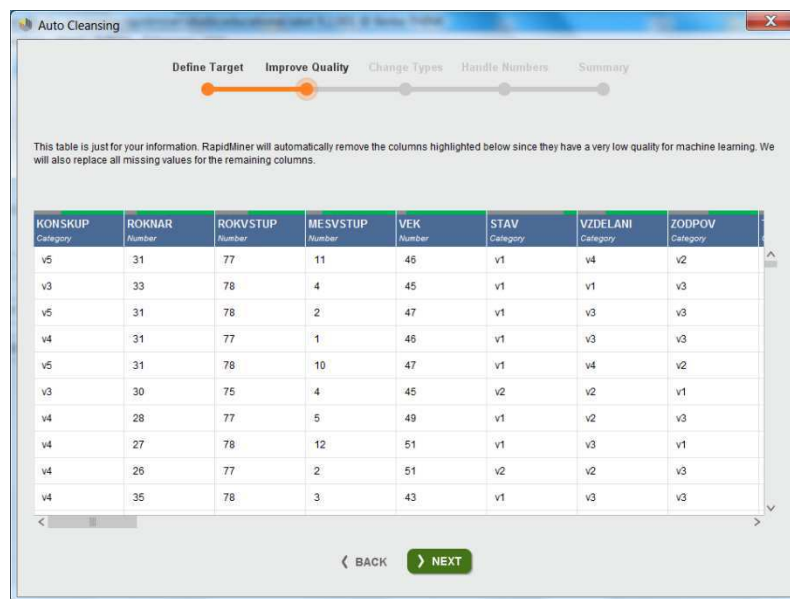 Auto Cleansing
X
Define Target Improve Quality Change Types Handle Numbers Summary
This table is just for your information. RapidMiner will automatically remove the columns highlighted below since they have a very low quality for machine learning. We
will also replace all missing values for the remaining columns.
KONSKUP ROKNAR ROKVSTUP MESVSTUP VEK STAV VZDELANI ZODPOV
Category Number Number Number Number Category Category Category
v5 31 77 11 46 v1 v4 v2
v3 33 78 4 45 v1 v1 v3
v5 31 78 2 47 v1 v3 v3
v4 31 77 1 46 v1 v3 v3
v5 31 78 10 47 v1 v4 v2
v3 30 75 4 45 v2 v2 v1
v4 28 77 5 49 v1 v2 v3
v4 27 78 12 51 v1 v3 v1
v4 26 77 2 51 v2 v2 v3
v4 35 78 3 43 v1 v3 v3
BACK NEXT